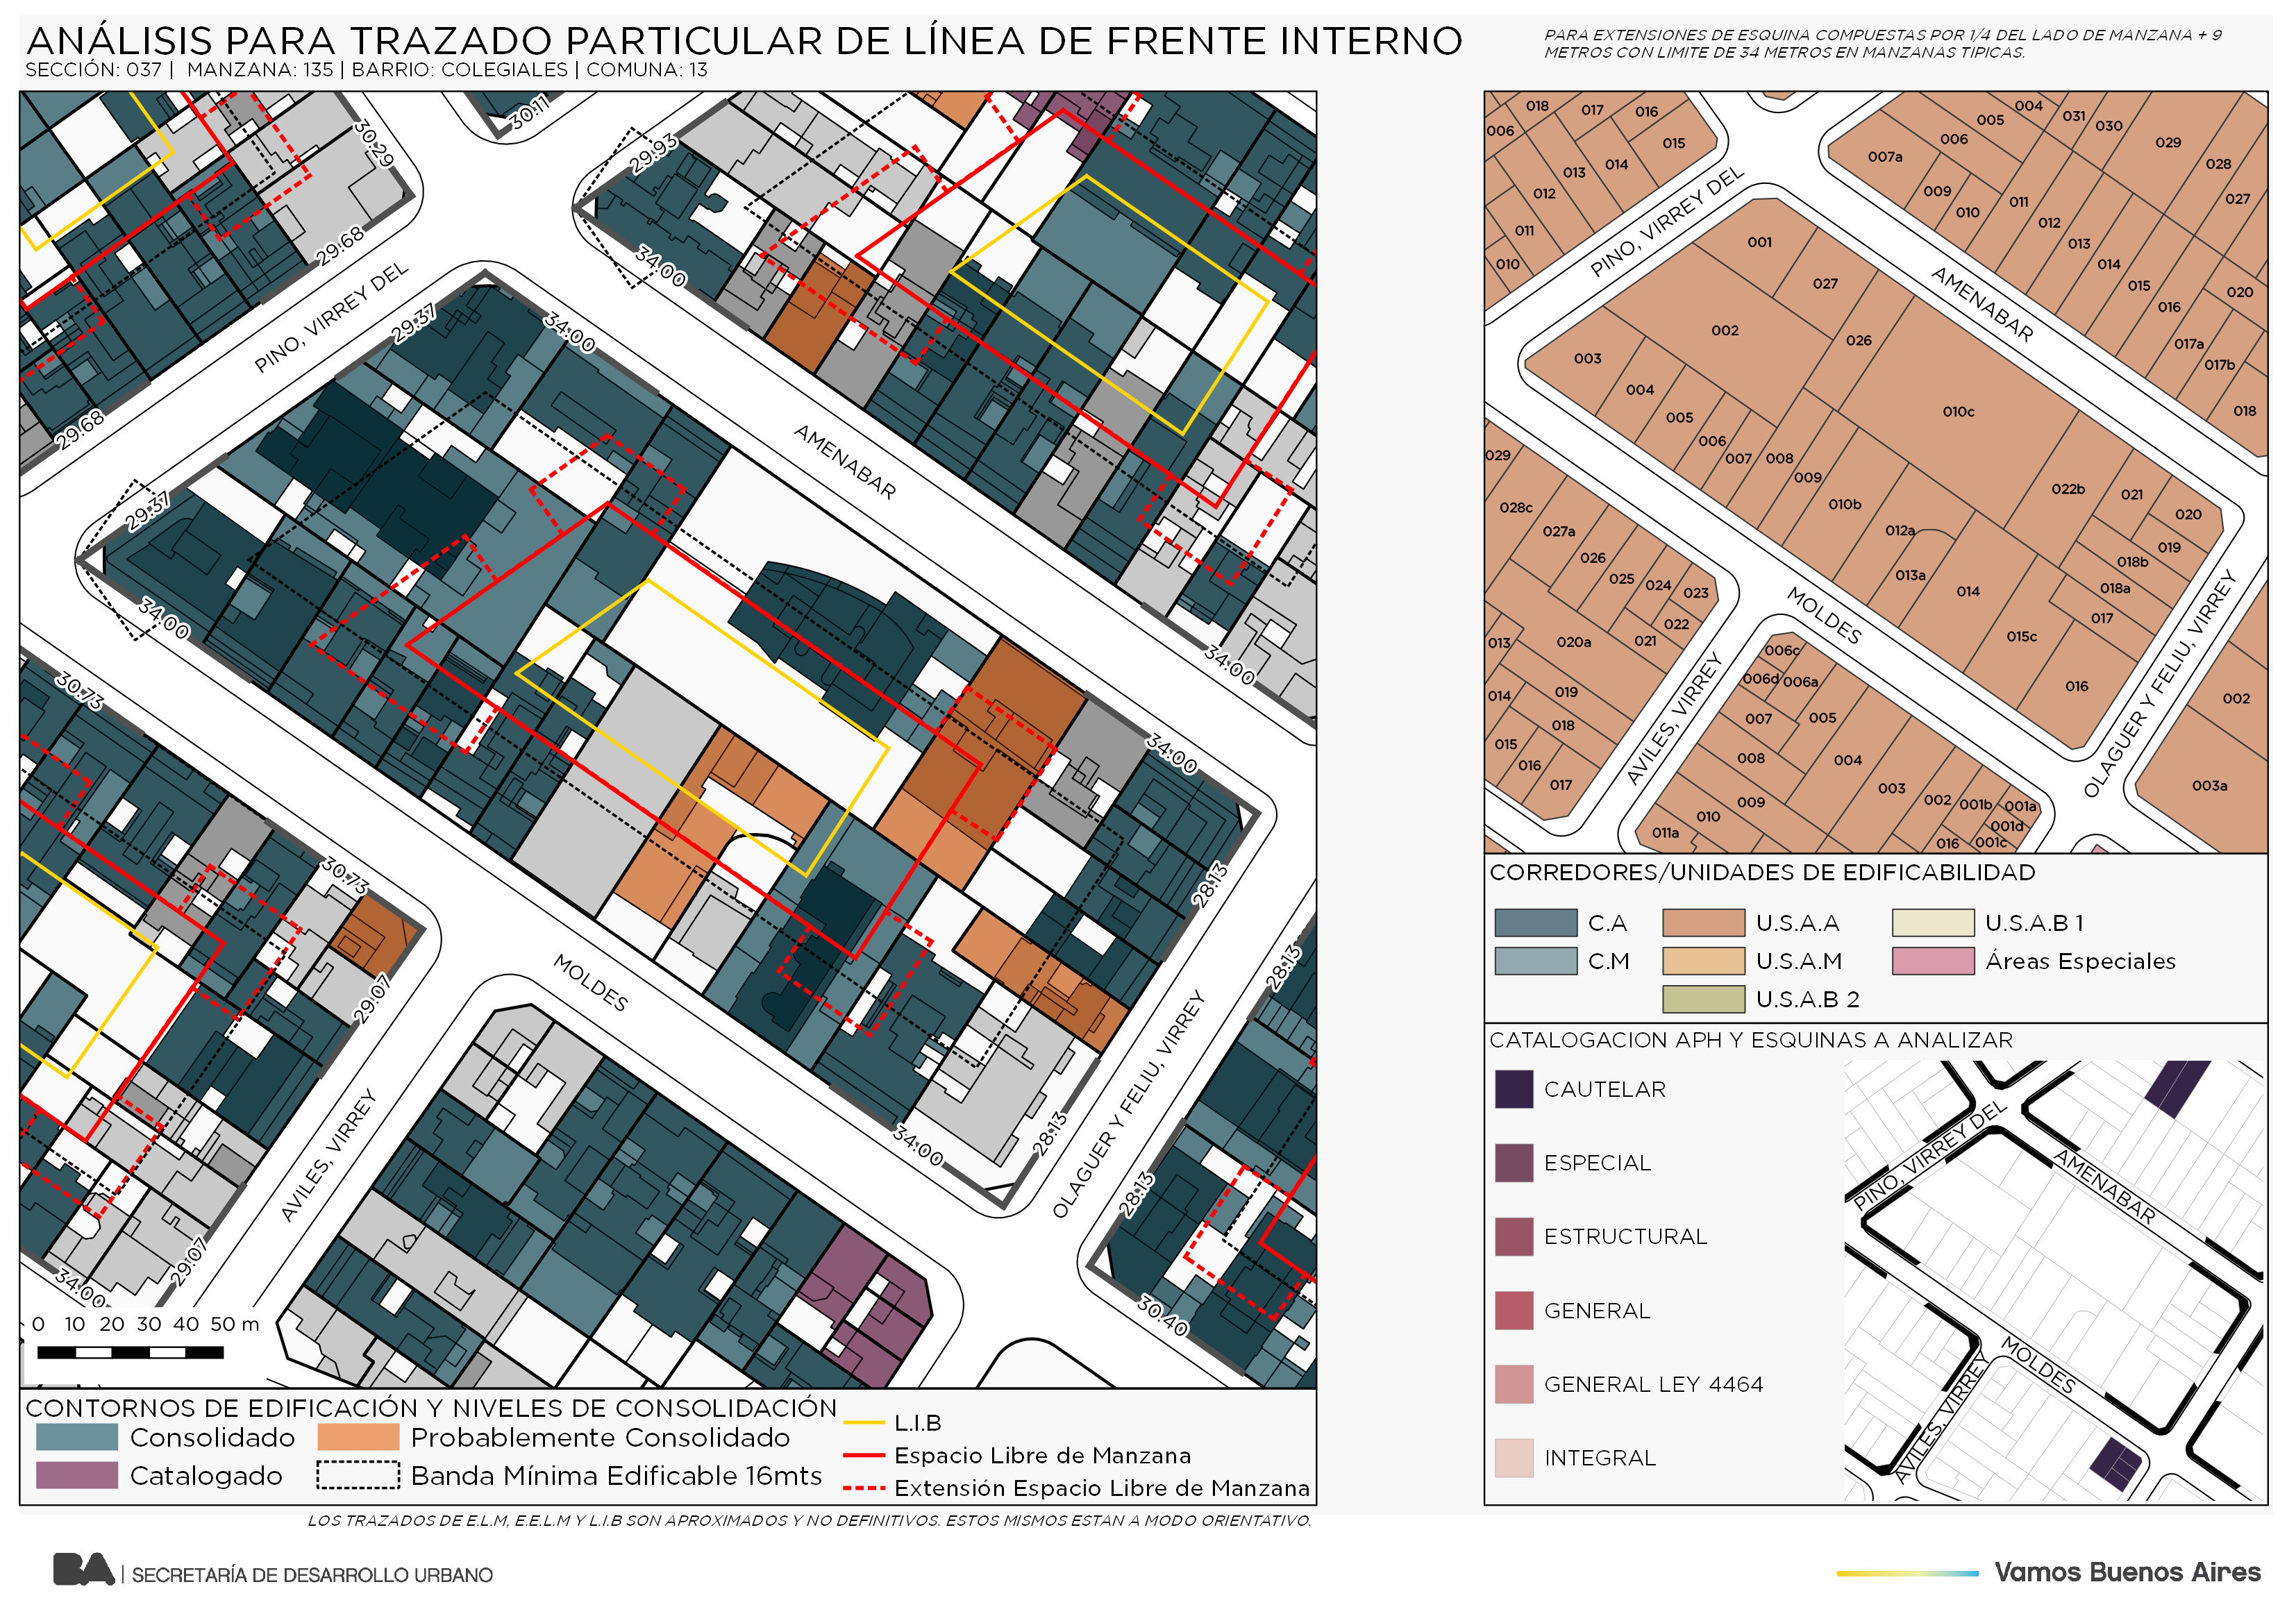 ANÁLISIS PARA TRAZADO PARTICULAR DE LÍNEA DE FRENTE INTERNO
SECCIÓN: 037 | MANZANA: 135 | BARRIO: COLEGIALES | COMUNA: 13
PARA EXTENSIONES DE ESQUINA COMPUESTAS POR 1/4 DEL LADO DE MANZANA + 9
METROS CON LIMITE DE 34 METROS EN MANZANAS TIPICAS.
30.11
30.29
29.93
29.68
34.00
PINO, VIRREY DEL
29.37
34.00
29.68
AMENABAR
29.37
34.00
34.00
30.73
34.00
30.73
28.13
MOLDES
28.13
29.07
OLAGUER Y FELIU, VIRREY
AVILES, VIRREY
34.00
28.13
28.13
29.07
34.00
30.40
0 10 20 30 40 50 m
CONTORNOS DE EDIFICACIÓN Y NIVELES DE CONSOLIDACIÓN
Consolidado
Probablemente Consolidado
Catalogado
Banda Mínima Edificable 16mts
L.I.B
Espacio Libre de Manzana
Extensión Espacio Libre de Manzana
LOS TRAZADOS DE E.L.M, E.E.L.M Y L.I.B SON APROXIMADOS Y NO DEFINITIVOS. ESTOS MISMOS ESTAN A MODO ORIENTATIVO.
018 017 016 004 031 030 029
006 015 005 006 028
013 014 007a 027
012 009 010 011 012
011 013
010 014
PINO, VIRREY DEL
001 027 AMENABAR 015 016 020
002 026 017a
003 017b
004 010c 018
005
006 007 008
029 009 022b 021
028c 010b 020
027a 012a 019
026 018b
025 024 023 013a 014 018a
022 MOLDES 017
013 020a 021 015c
014 019 006c
006d 006a 016 002
018 007 005
015 AVILES, VIRREY 008 004 OLAGUER Y FELIU, VIRREY
016 017 003 003a
009 002 001b 001a
010 001d
011a 016 001c
CORREDORES/UNIDADES DE EDIFICABILIDAD
C.A
U.S.A.A
U.S.A.B 1
C.M
U.S.A.M
Áreas Especiales
U.S.A.B 2
CATALOGACION APH Y ESQUINAS A ANALIZAR
CAUTELAR
ESPECIAL
ESTRUCTURAL
GENERAL
GENERAL LEY 4464
INTEGRAL
PINO, VIRREY DEL
AMENABAR
MOLDES
AVILES, VIRREY
BA | SECRETARÍA DE DESARROLLO URBANO
Vamos Buenos Aires